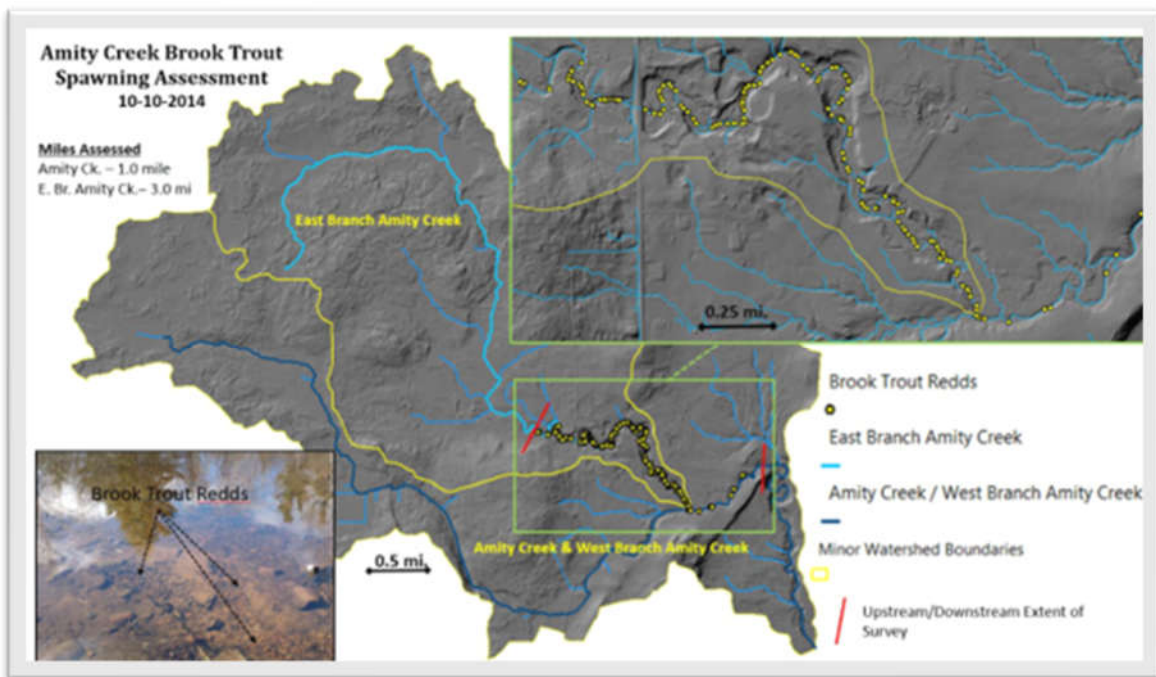 Amity Creek Brook Trout
Spawning Assessment
10-10-2014
Miles Assessed
Amity Ck. – 1.0 mile
E. Br. Amity Ck.– 3.0 mi
East Branch Amity Creek
0.25 mi.
Brook Trout Redds
East Branch Amity Creek
Amity Creek / West Branch Amity Creek
Minor Watershed Boundaries
Upstream/Downstream Extent of
Survey
Amity Creek & West Branch Amity Creek
0.5 mi.
Brook Trout Redds